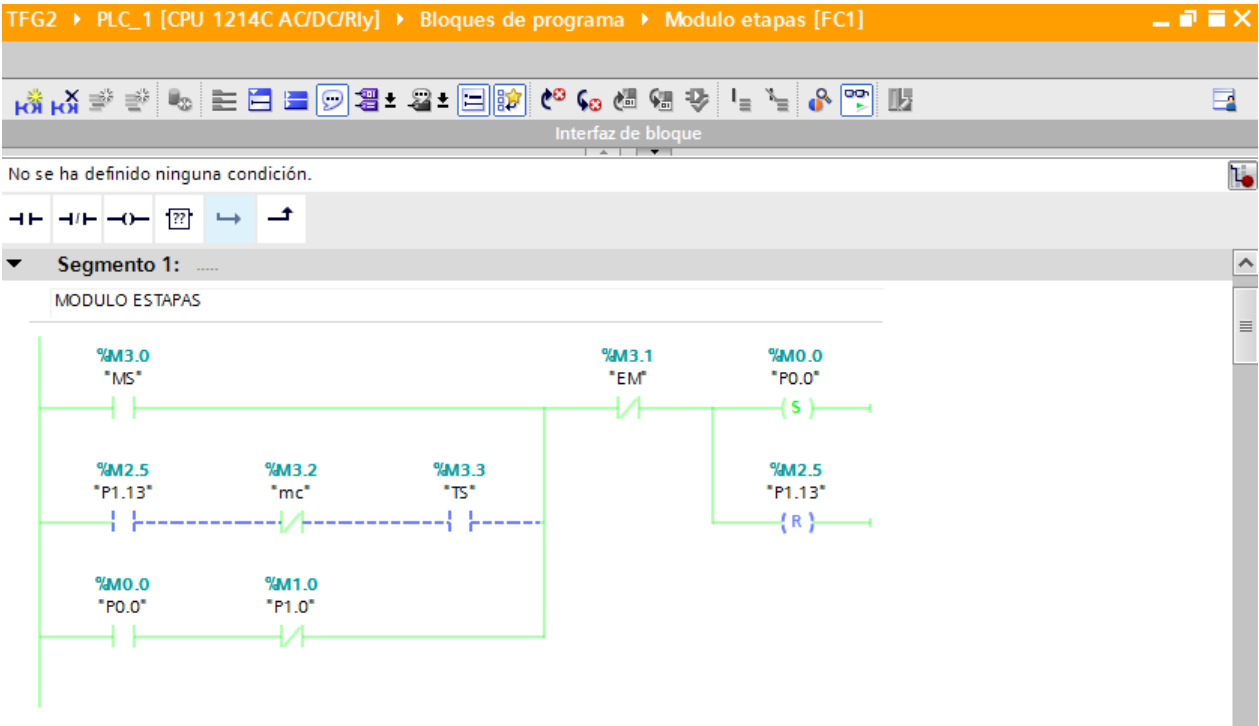 TFG2 ▸ PLC_1 [CPU 1214C AC/DC/Rly] ▸ Bloques de programa ▸ Modulo etapas [FC1]
Interfaz de bloque
No se ha definido ninguna condición.
??
Segmento 1: .....
MODULO ESTAPAS
%M3.0 %M3.1 %M0.0
"MS" "EM" "P0.0"
S
%M2.5 %M3.2 %M3.3 %M2.5
"P1.13" "mc" "TS" "P1.13"
R
%M0.0 %M1.0
"P0.0" "P1.0"